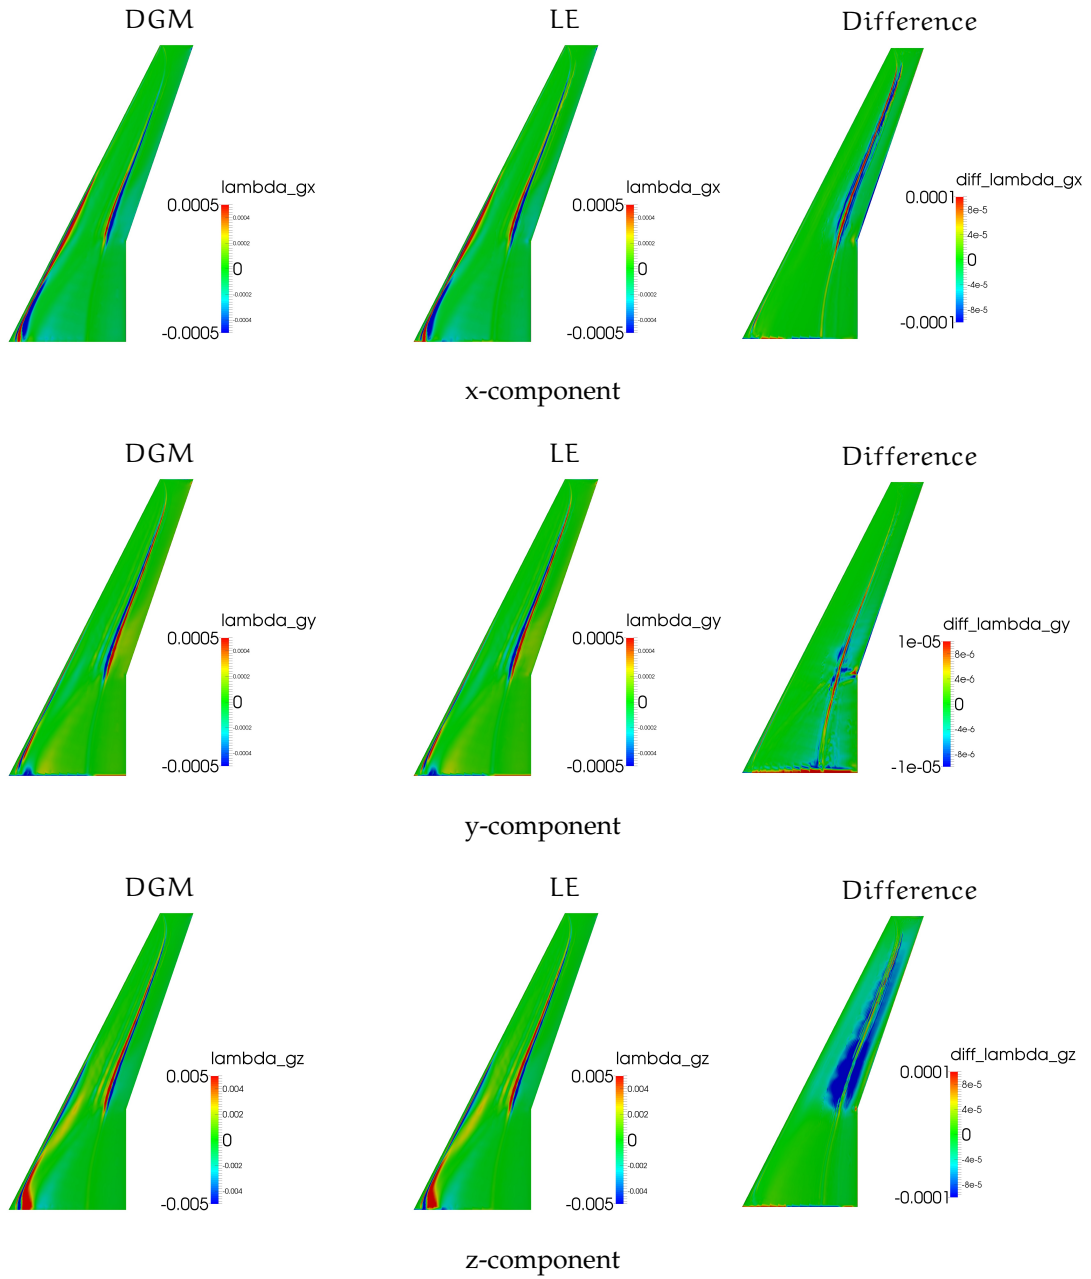 DGM LE Difference
lambda_gx lambda_gx diff_lambda_gx
0.0005 0.0005 0.0001
0.0004 0.0004 8e-5
0.0002 0.0002 4e-5
0 0 0
-0.0002 -0.0002 -4e-5
-0.0004 -0.0004 -8e-5
-0.0005 -0.0005 -0.0001
x-component
DGM LE Difference
lambda_gy lambda_gy diff_lambda_gy
0.0005 0.0005 1e-05
0.0004 0.0004 8e-6
0.0002 0.0002 4e-6
0 0 0
-0.0002 -0.0002 -4e-6
-0.0004 -0.0004 -8e-6
-0.0005 -0.0005 -1e-05
y-component
DGM LE Difference
lambda_gz lambda_gz diff_lambda_gz
0.005 0.005 0.0001
0.004 0.004 8e-5
0.002 0.002 4e-5
0 0 0
-0.002 -0.002 -4e-5
-0.004 -0.004 -8e-5
-0.005 -0.005 -0.0001
z-component